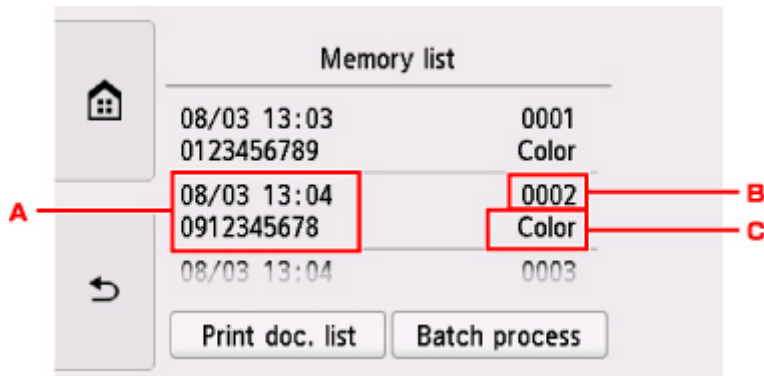 Memory list
08/03 13:03 0001
0123456789 Color
A 08/03 13:04 0002 B
0912345678 Color C
08/03 13:04 0003
Print doc. list Batch process